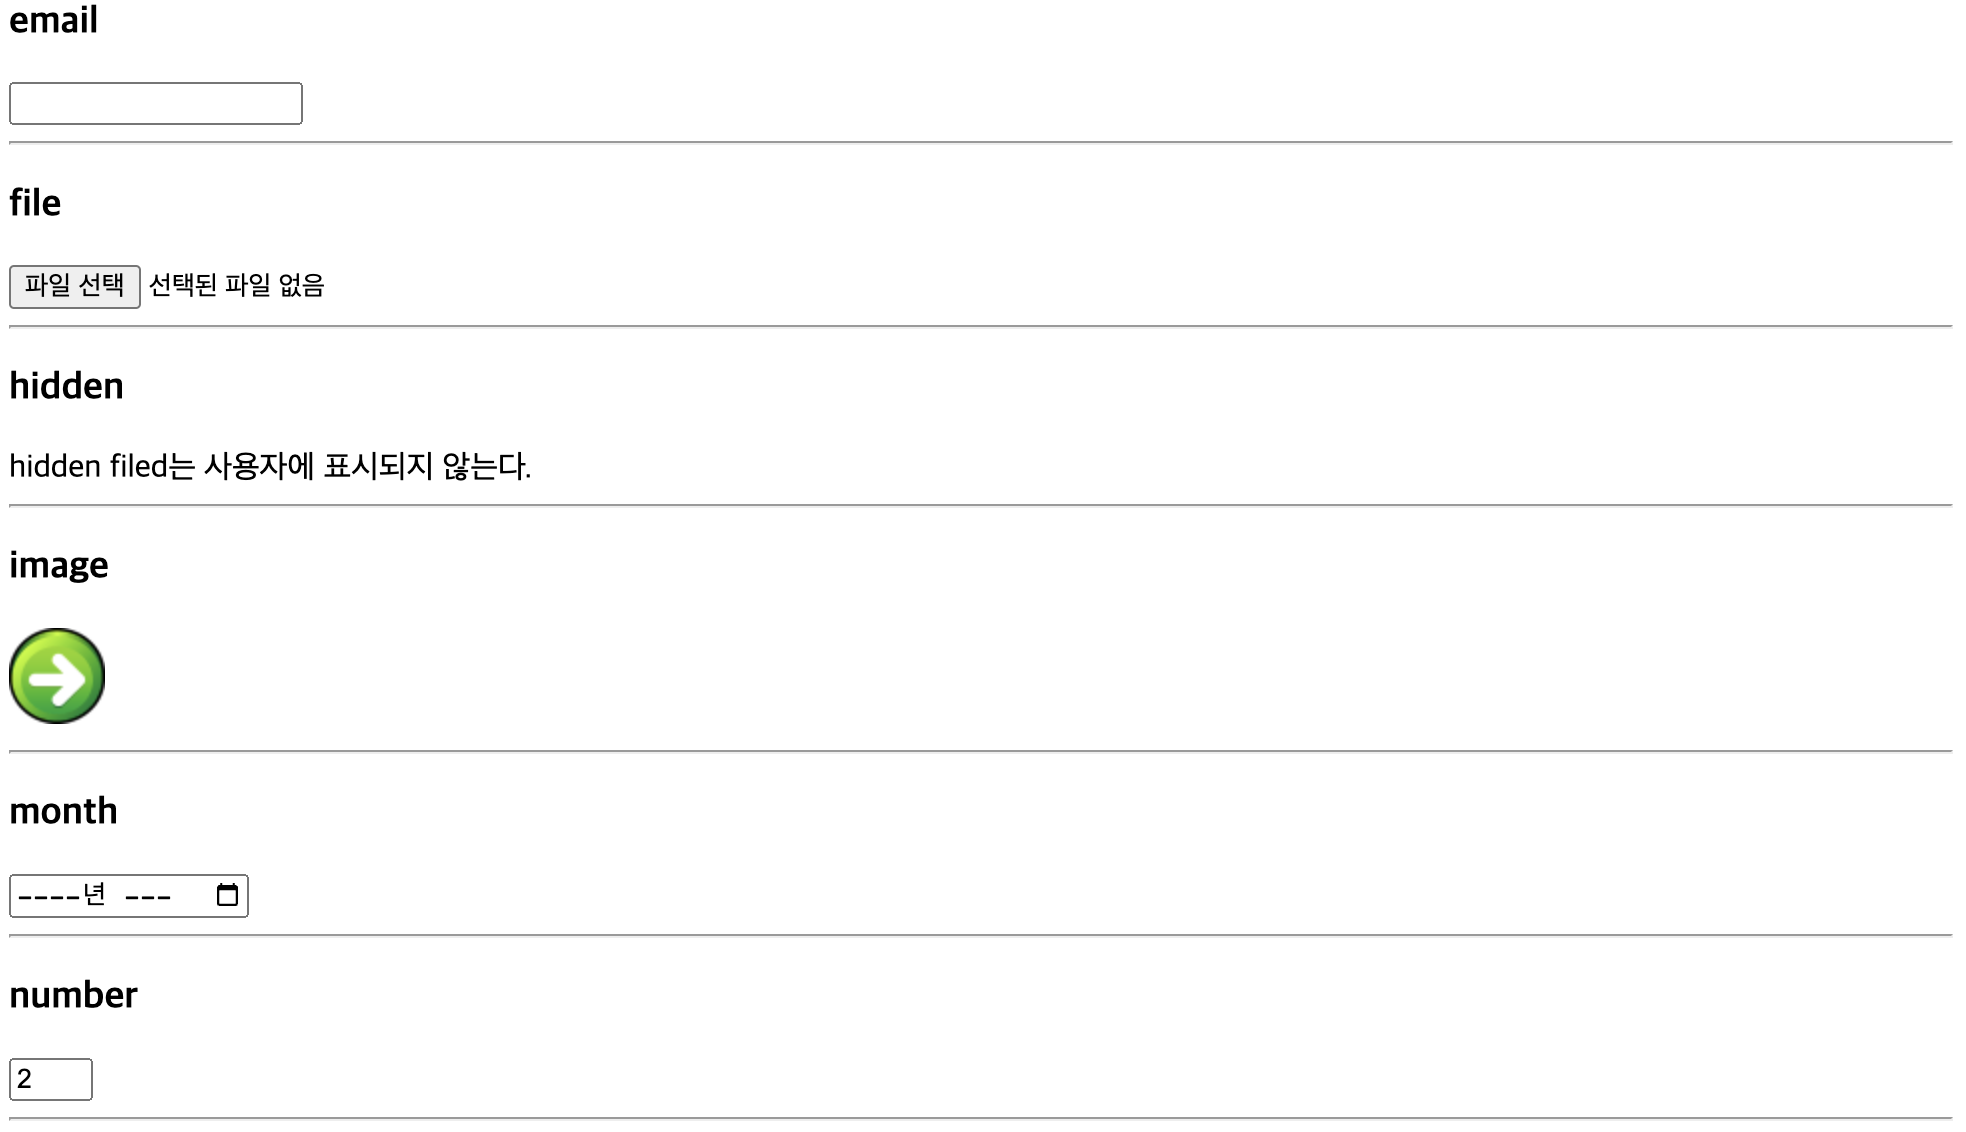 email
file
파일 선택 선택된 파일 없음
hidden
hidden filed는 사용자에 표시되지 않는다.
image
month
----년 ---
number
2